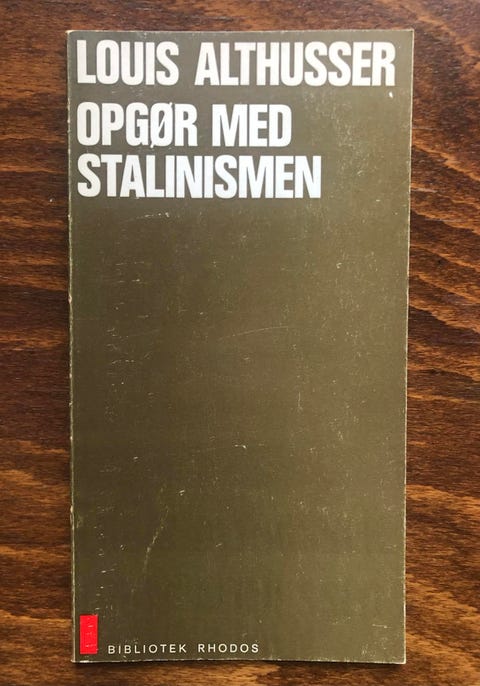 LOUIS ALTHUSSER
OPGØR MED
STALINISMEN
BIBLIOTEK RHODOS